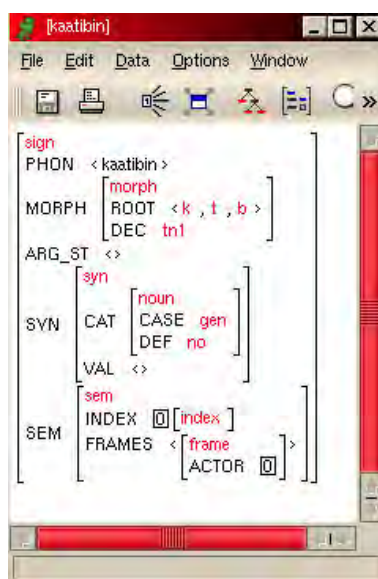 [kaatibin]
File Edit Data Options Window
sign
PHON < kaatibin >
morph
MORPH ROOT < k , t , b >
DEC tn1
ARG_ST <>
syn
noun
SYN CAT CASE gen
DEF no
VAL <>
sem
INDEX 0 [index ]
SEM FRAMES < frame >
ACTOR 0